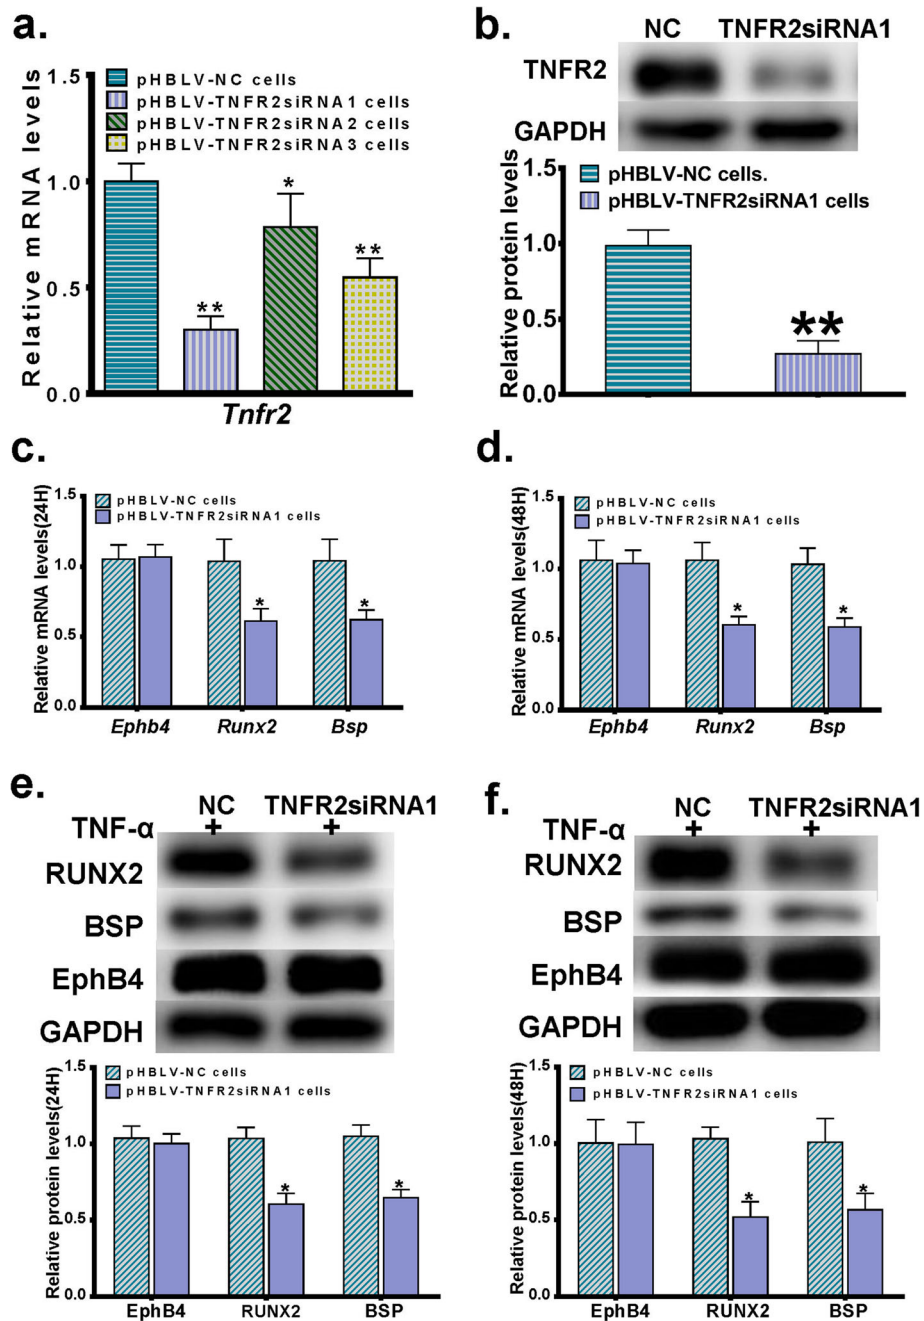 a.
Relative mRNA levels
1.5
1.0
0.5
0.0
pHBLV-NC cells
pHBLV-TNFR2siRNA1 cells
pHBLV-TNFR2siRNA2 cells
pHBLV-TNFR2siRNA3 cells
**
*
**
Tnfr2
b.
NC TNFR2siRNA1
TNFR2
GAPDH
Relative protein levels
1.5
1.0
0.5
0.0
pHBLV-NC cells.
pHBLV-TNFR2siRNA1 cells
**
c.
Relative mRNA levels(24H)
1.5
1.0
0.5
0.0
pHBLV-NC cells
pHBLV-TNFR2siRNA1 cells
*
*
Ephb4 Runx2 Bsp
d.
Relative mRNA levels(48H)
1.5
1.0
0.5
0.0
pHBLV-NC cells
pHBLV-TNFR2siRNA1 cells
*
*
Ephb4 Runx2 Bsp
e.
NC TNFR2siRNA1
TNF-α + +
RUNX2
BSP
EphB4
GAPDH
Relative protein levels(24H)
1.5
1.0
0.5
0.0
pHBLV-NC cells
pHBLV-TNFR2siRNA1 cells
*
*
EphB4 RUNX2 BSP
f.
NC TNFR2siRNA1
TNF-α + +
RUNX2
BSP
EphB4
GAPDH
Relative protein levels(48H)
1.5
1.0
0.5
0.0
pHBLV-NC cells
pHBLV-TNFR2siRNA1 cells
*
*
EphB4 RUNX2 BSP